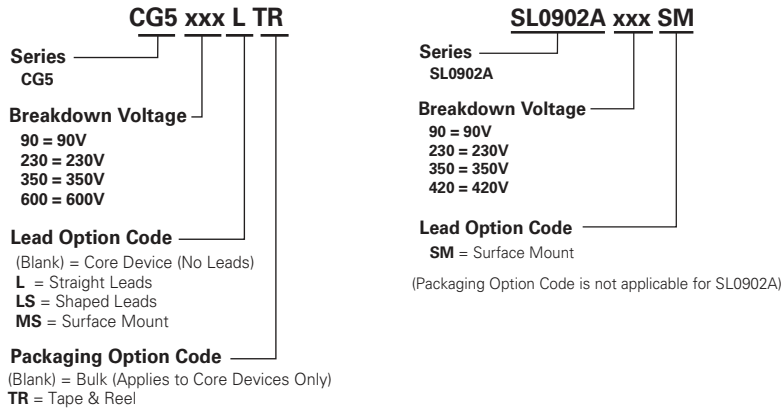 CG5 xxx L TR
Series
CG5
Breakdown Voltage
90 = 90V
230 = 230V
350 = 350V
600 = 600V
Lead Option Code
(Blank) = Core Device (No Leads)
L = Straight Leads
LS = Shaped Leads
MS = Surface Mount
Packaging Option Code
(Blank) = Bulk (Applies to Core Devices Only)
TR = Tape & Reel
SL0902A xxx SM
Series
SL0902A
Breakdown Voltage
90 = 90V
230 = 230V
350 = 350V
420 = 420V
Lead Option Code
SM = Surface Mount
(Packaging Option Code is not applicable for SL0902A)